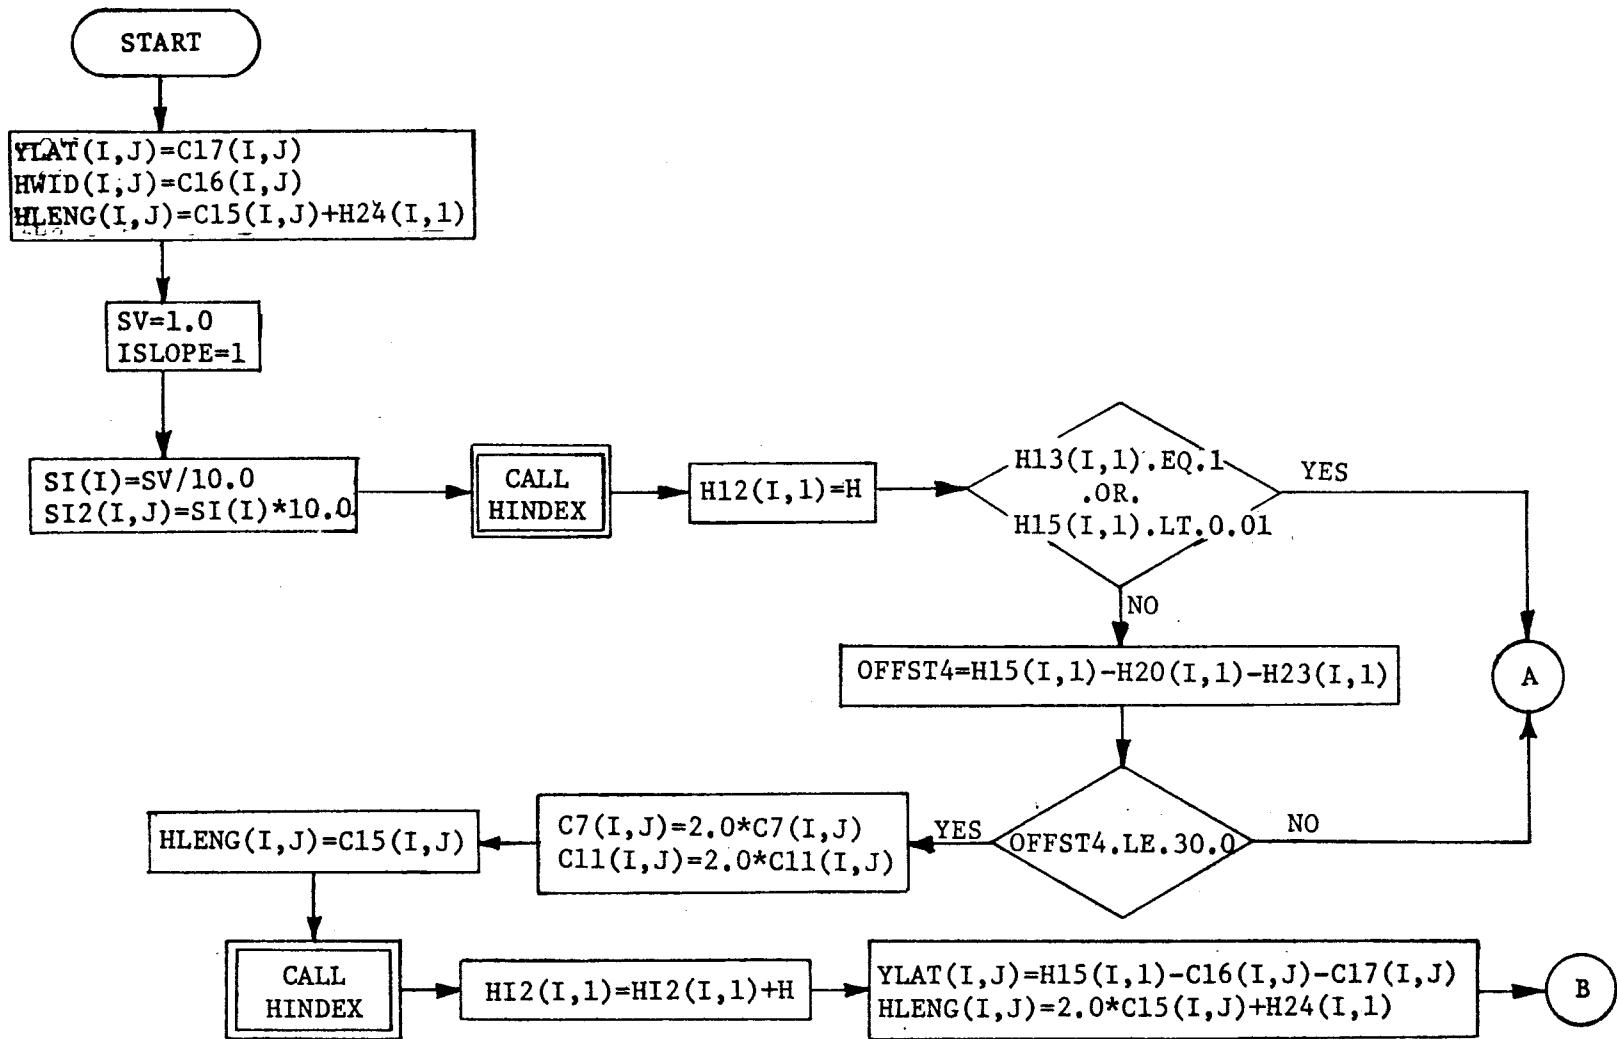 START
YLAT(I,J)=C17(I,J)
HWID(I,J)=C16(I,J)
HLENG(I,J)=C15(I,J)+H24(I,1)
SV=1.0
ISLOPE=1
SI(I)=SV/10.0
SI2(I,J)=SI(I)*10.0
CALL
HINDEX
H12(I,1)=H
H13(I,1).EQ.1
.OR.
H15(I,1).LT.0.01
YES
NO
OFFST4=H15(I,1)-H20(I,1)-H23(I,1)
A
OFFST4.LE.30.0
NO
YES
C7(I,J)=2.0*C7(I,J)
C11(I,J)=2.0*C11(I,J)
HLENG(I,J)=C15(I,J)
CALL
HINDEX
HI2(I,1)=HI2(I,1)+H
YLAT(I,J)=H15(I,1)-C16(I,J)-C17(I,J)
HLENG(I,J)=2.0*C15(I,J)+H24(I,1)
B